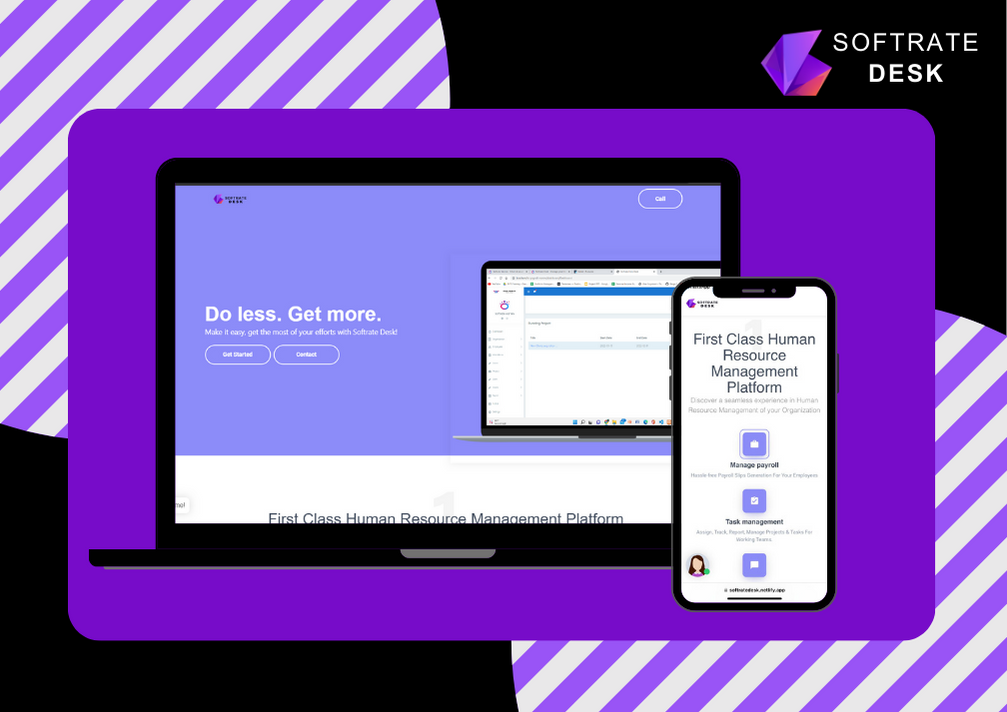 SOFTRATE
DESK
SOFTRATE
DESK
Call
Do less. Get more.
Make it easy, get the most of your efforts with Softrate Desk!
Get Started
Contact
1
First Class Human Resource Management Platform
SOFTRATE
DESK
1
First Class Human
Resource
Management
Platform
Discover a seamless experience in Human
Resource Management of your Organization
Manage payroll
Hassle-free Payroll Slips Generation For Your Employees
Task management
Assign, Track, Report, Manage Projects & Tasks For
Working Teams
softratedesk.netlify.app